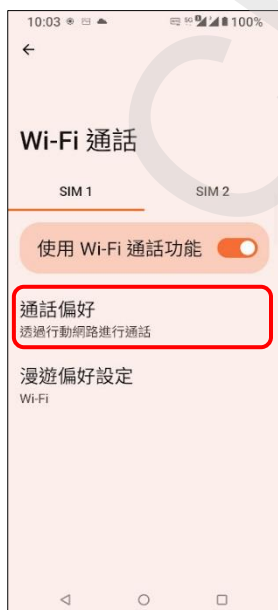 10:03 100%
Wi-Fi 通話
SIM 1 SIM 2
使用 Wi-Fi 通話功能
通話偏好
透過行動網路進行通話
漫遊偏好設定
Wi-Fi